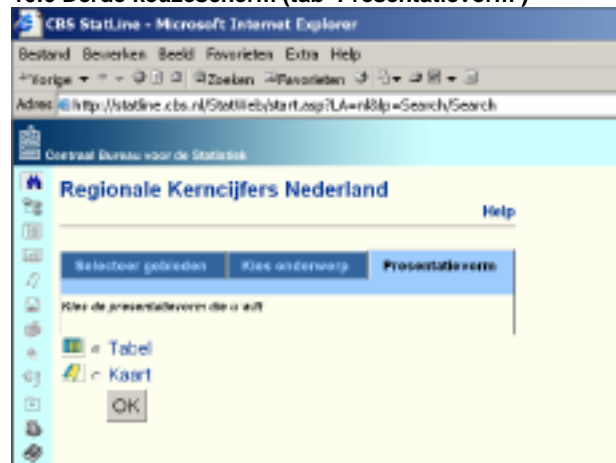 CBS StatLine - Microsoft Internet Explorer
Bestand Bewerken Beeld Favorieten Extra Help
Vorige Zoeken Favorieten
Adres http://statline.cbs.nl/StatWeb/start.asp?LA=nl&lp=Search/Search
Centraal Bureau voor de Statistiek
Regionale Kerncijfers Nederland
Help
Selecteer gebieden Kies onderwerp Presentatievorm
Kies de presentatievorm die u wilt
Tabel
Kaart
OK